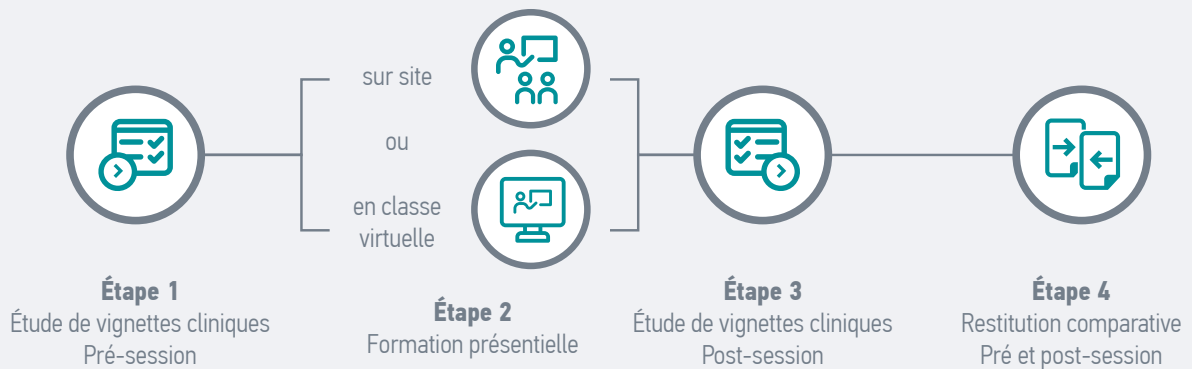 sur site
ou
en classe
virtuelle
Étape 1
Étude de vignettes cliniques
Pré-session
Étape 2
Formation présentielle
Étape 3
Étude de vignettes cliniques
Post-session
Étape 4
Restitution comparative
Pré et post-session